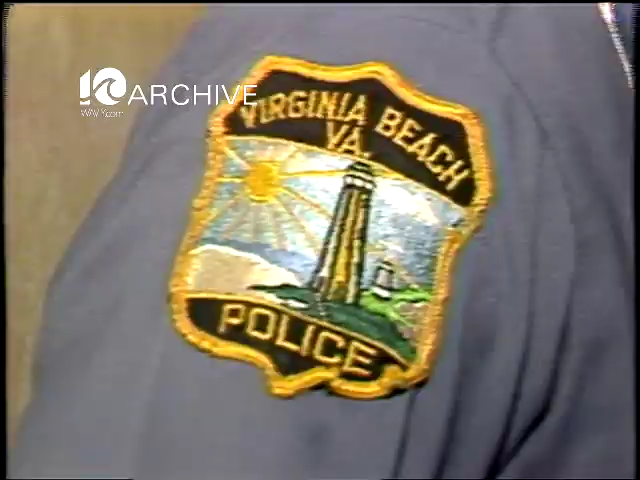 10 ARCHIVE
WAVY.com
VIRGINIA BEACH
VA.
POLICE